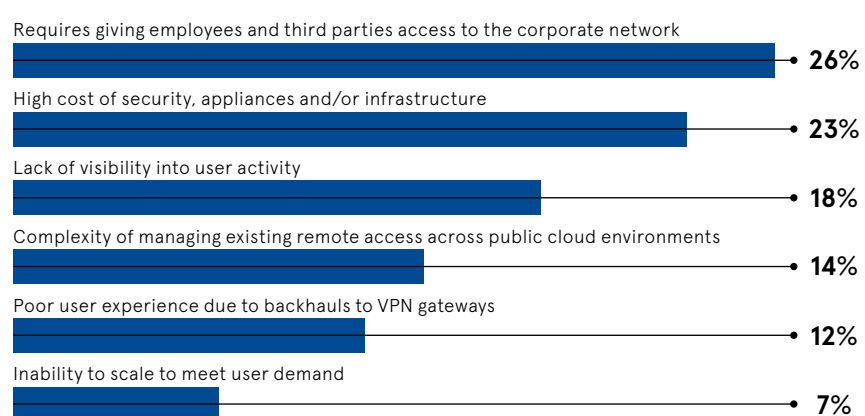 Requires giving employees and third parties access to the corporate network
26%
High cost of security, appliances and/or infrastructure
23%
Lack of visibility into user activity
18%
Complexity of managing existing remote access across public cloud environments
14%
Poor user experience due to backhauls to VPN gateways
12%
Inability to scale to meet user demand
7%